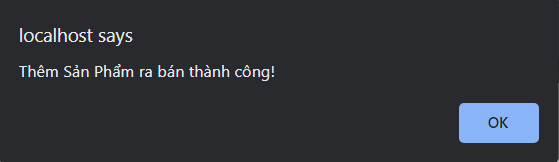 localhost says
Thêm Sản Phẩm ra bán thành công!
OK